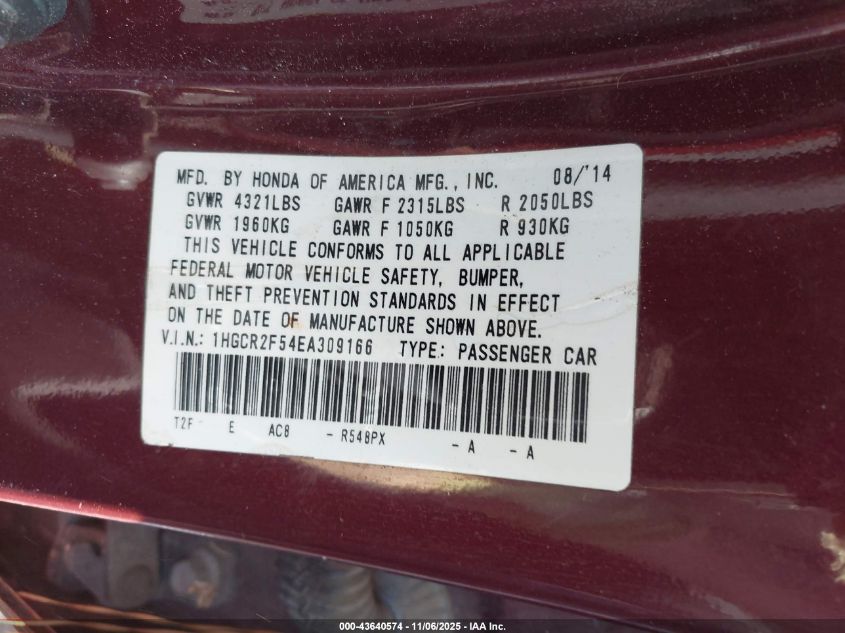 MFD. BY HONDA OF AMERICA MFG., INC. 08/'14
GVWR 4321LBS GAWR F 2315LBS R 2050LBS
GVWR 1960KG GAWR F 1050KG R 930KG
THIS VEHICLE CONFORMS TO ALL APPLICABLE
FEDERAL MOTOR VEHICLE SAFETY, BUMPER,
AND THEFT PREVENTION STANDARDS IN EFFECT
ON THE DATE OF MANUFACTURE SHOWN ABOVE.
V.I.N.: 1HGCR2F54EA309166 TYPE: PASSENGER CAR
T2F E AC8 - R548PX - A - A
000-43640574 - 11/06/2025 - IAA Inc.